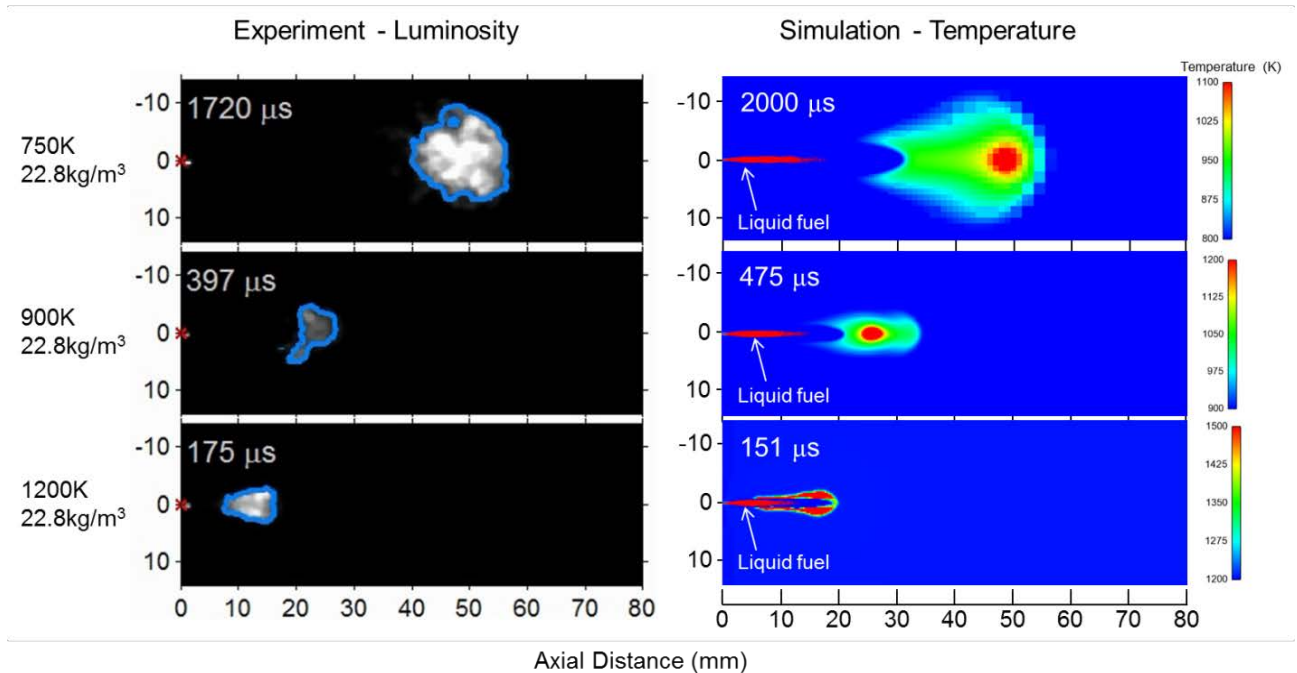 Experiment - Luminosity
Simulation - Temperature
750K
22.8kg/m³
-10
0
10
1720 μs
-10
0
10
2000 μs
Liquid fuel
Temperature (K)
1100
1025
950
875
800
900K
22.8kg/m³
-10
0
10
397 μs
-10
0
10
475 μs
Liquid fuel
1200
1125
1050
975
900
1200K
22.8kg/m³
-10
0
10
175 μs
-10
0
10
151 μs
Liquid fuel
1500
1425
1350
1275
1200
0 10 20 30 40 50 60 70 80
0 10 20 30 40 50 60 70 80
Axial Distance (mm)